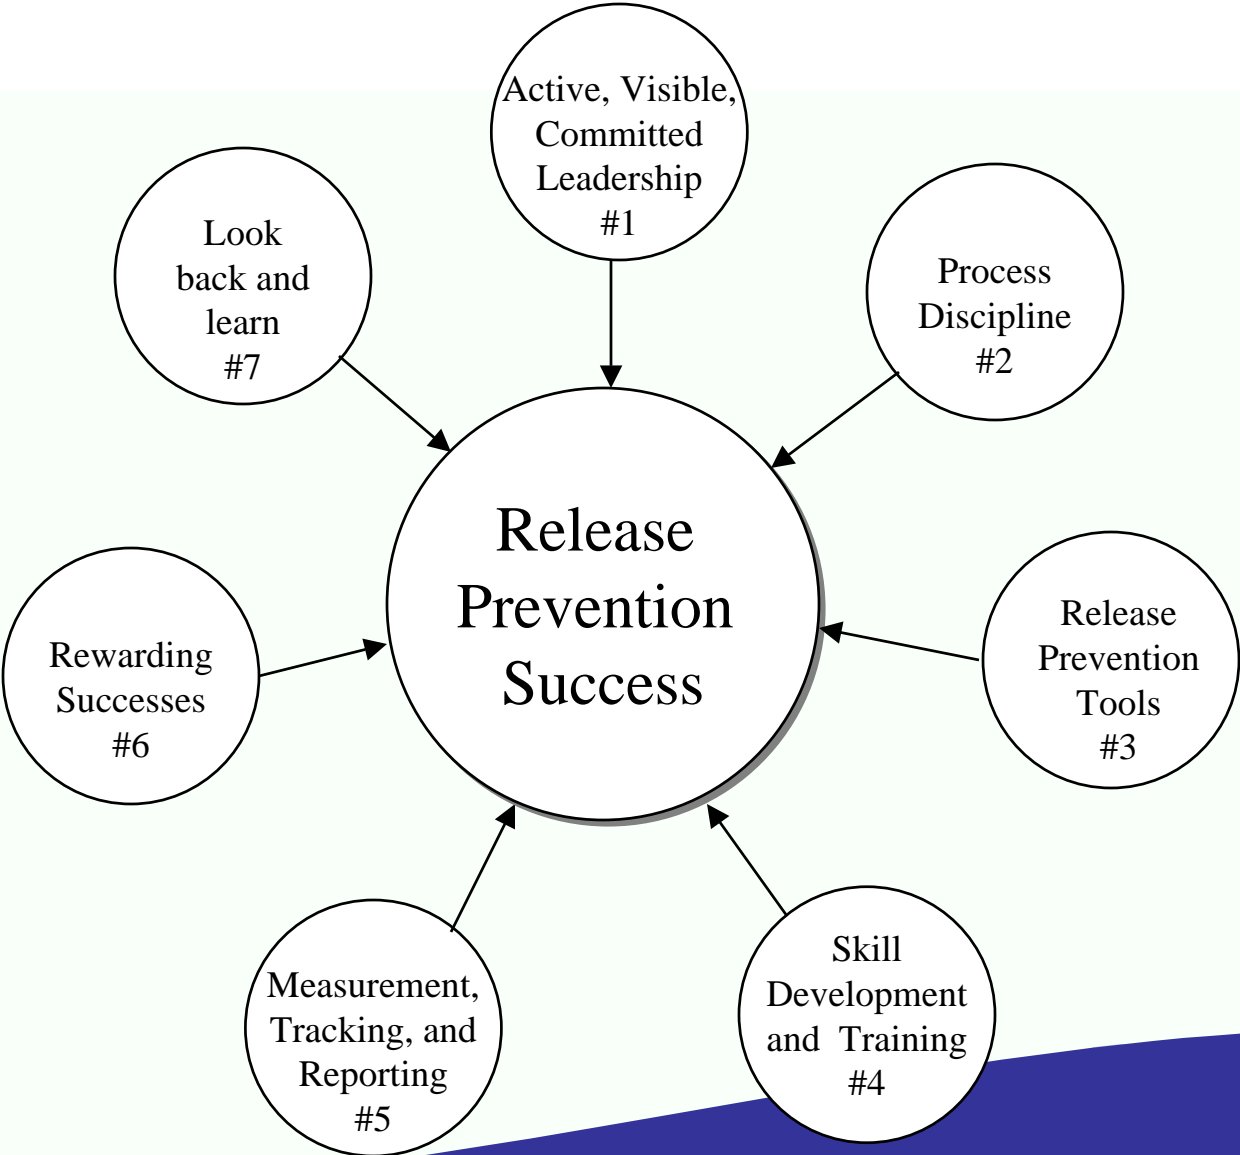 Active, Visible,
Committed
Leadership
#1
Process
Discipline
#2
Release
Prevention
Tools
#3
Skill
Development
and Training
#4
Measurement,
Tracking, and
Reporting
#5
Rewarding
Successes
#6
Look
back and
learn
#7
Release
Prevention
Success